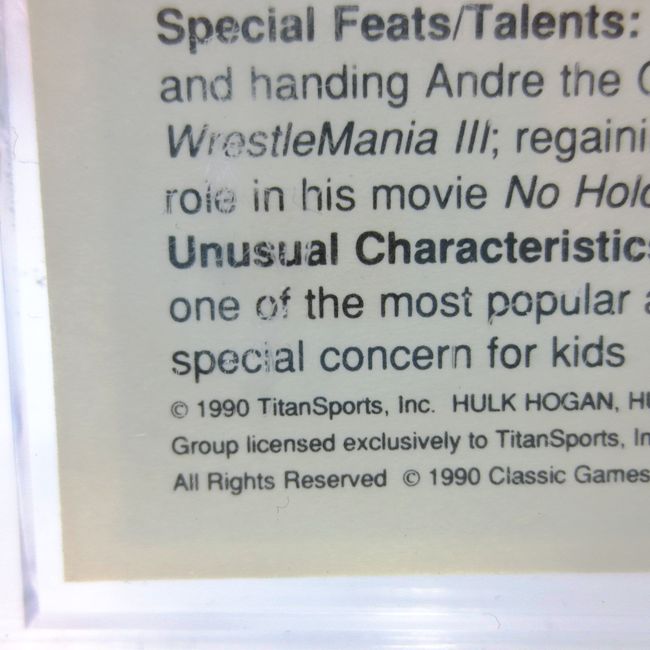 Special Feats/Talents:
and handing Andre the
WrestleMania III; regaini
role in his movie No Hol
Unusual Characteristics
one of the most popular a
special concern for kids
© 1990 TitanSports, Inc. HULK HOGAN, HU
Group licensed exclusively to TitanSports, In
All Rights Reserved © 1990 Classic Games